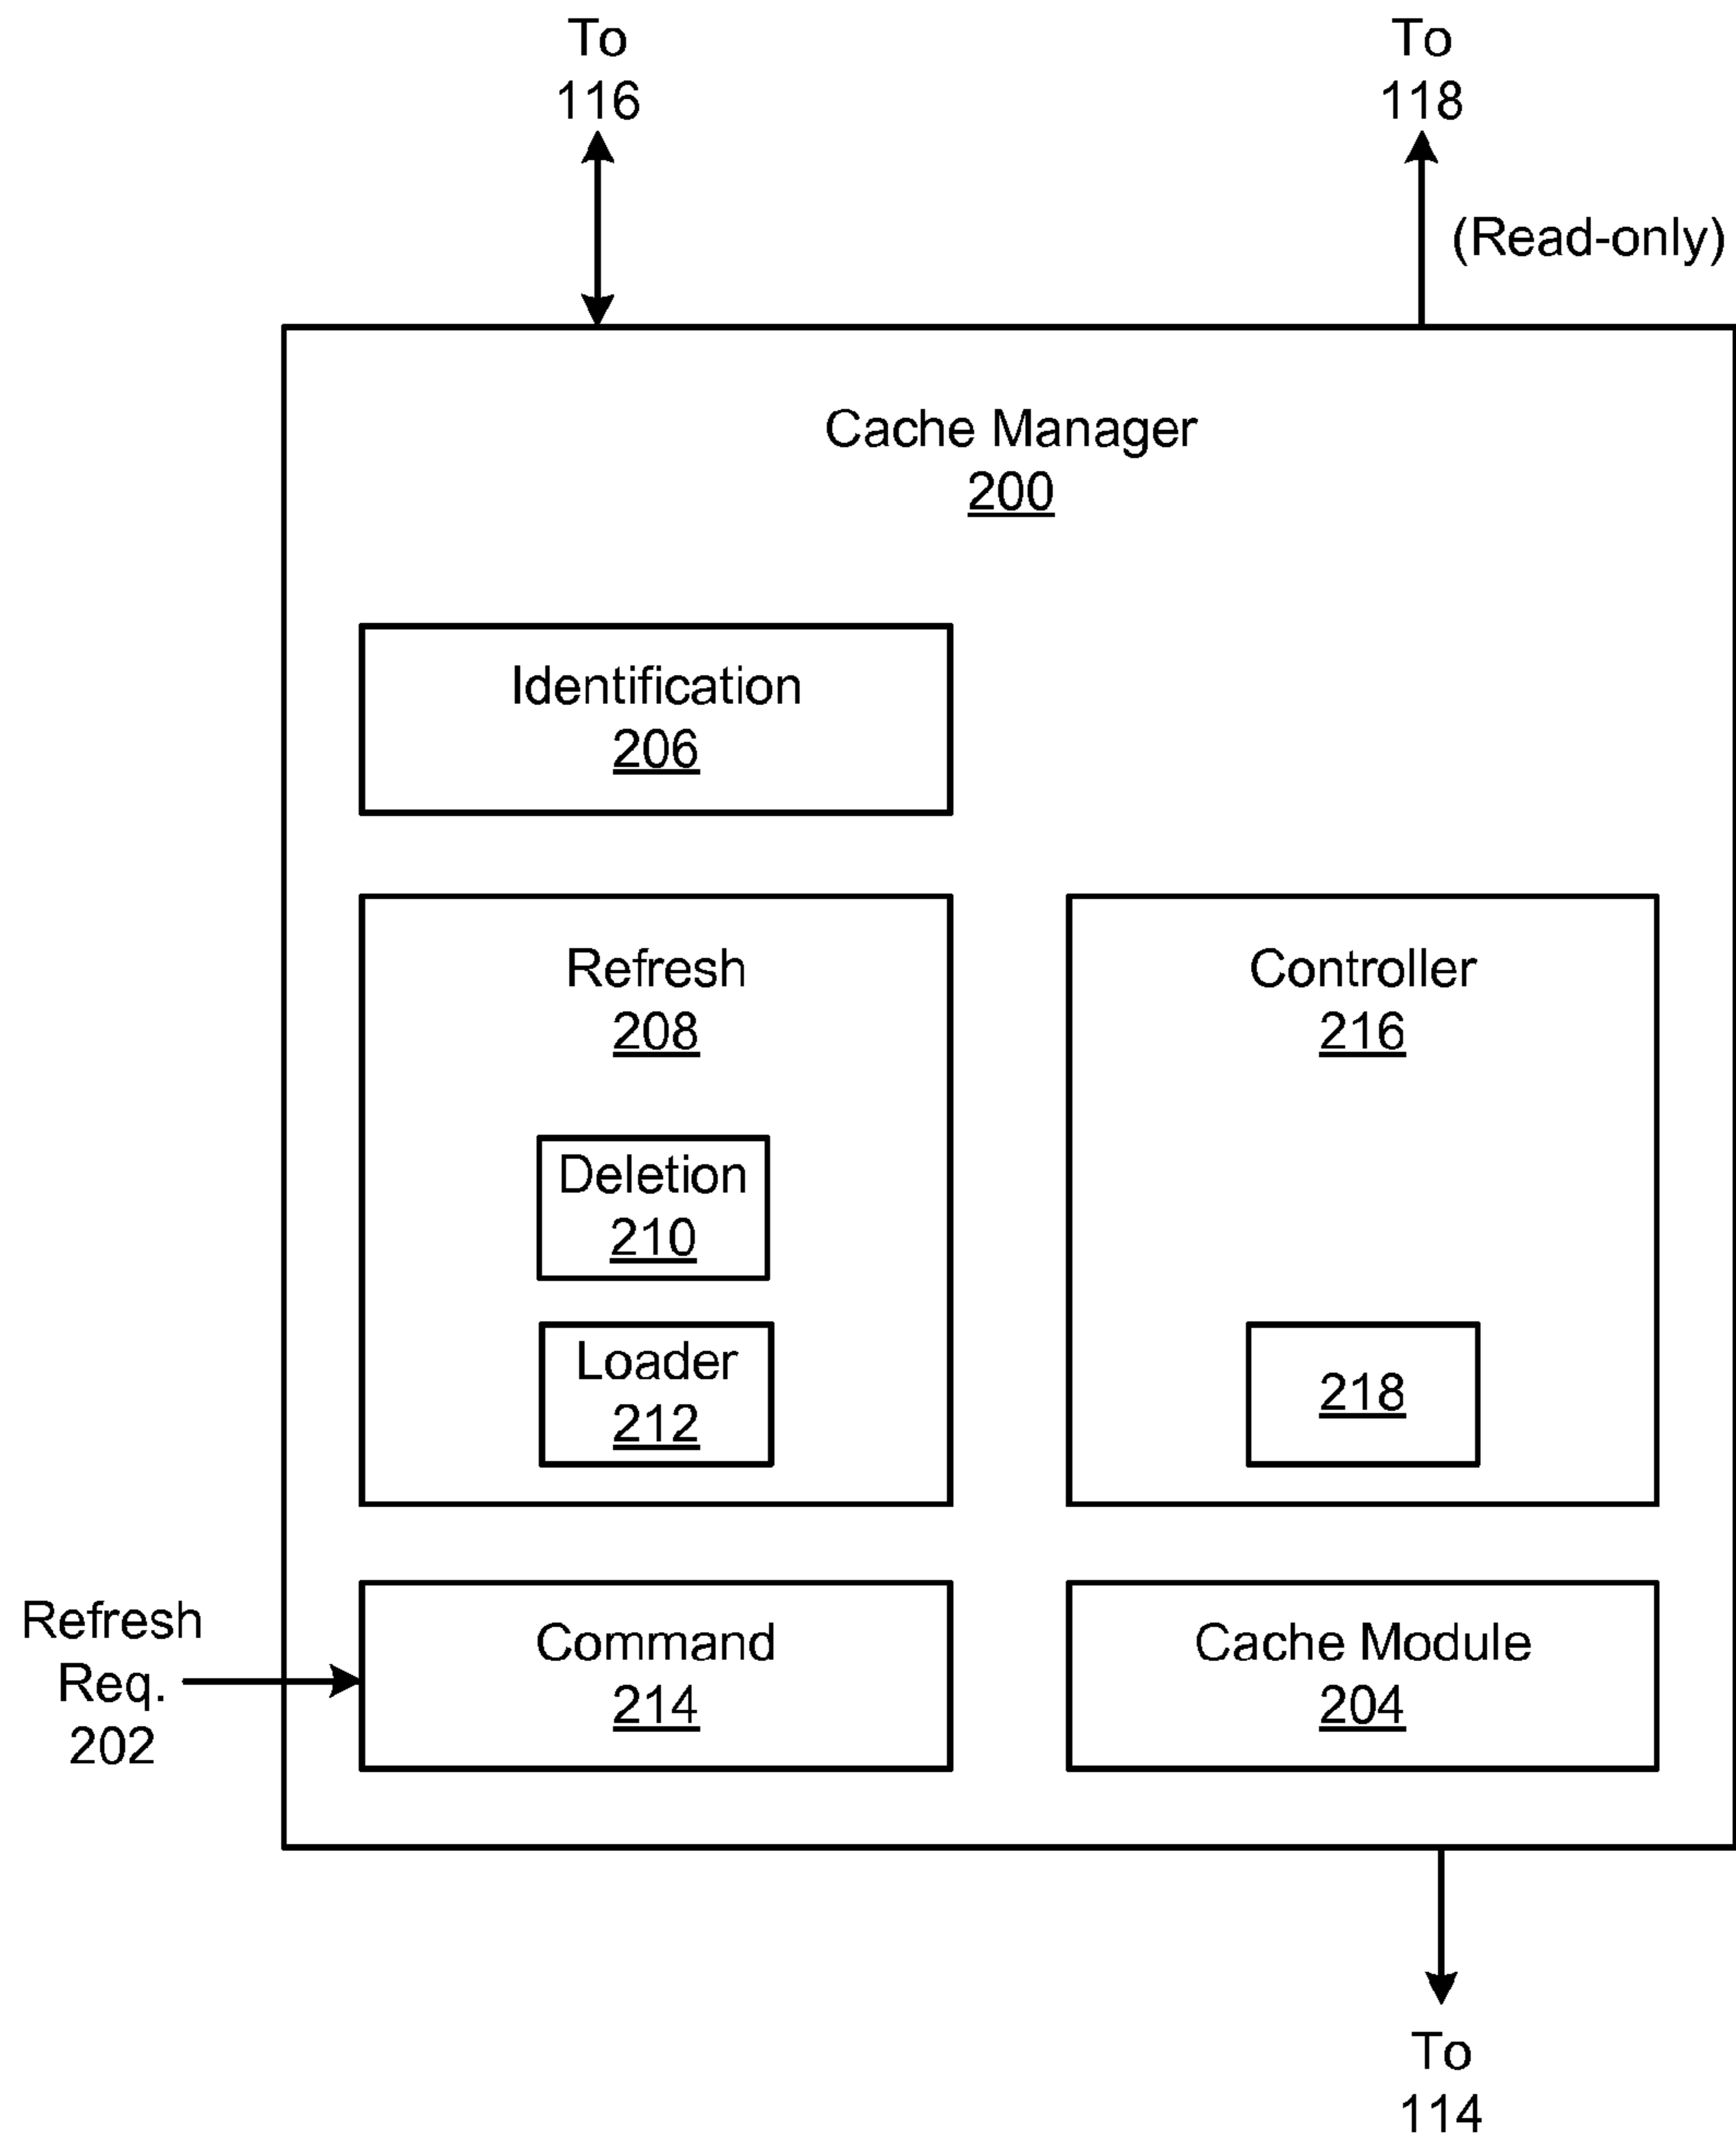 To
116
To
118
(Read-only)
Cache Manager
200
Identification
206
Refresh
208
Deletion
210
Loader
212
Controller
216
218
Refresh
Req.
202
Command
214
Cache Module
204
To
114